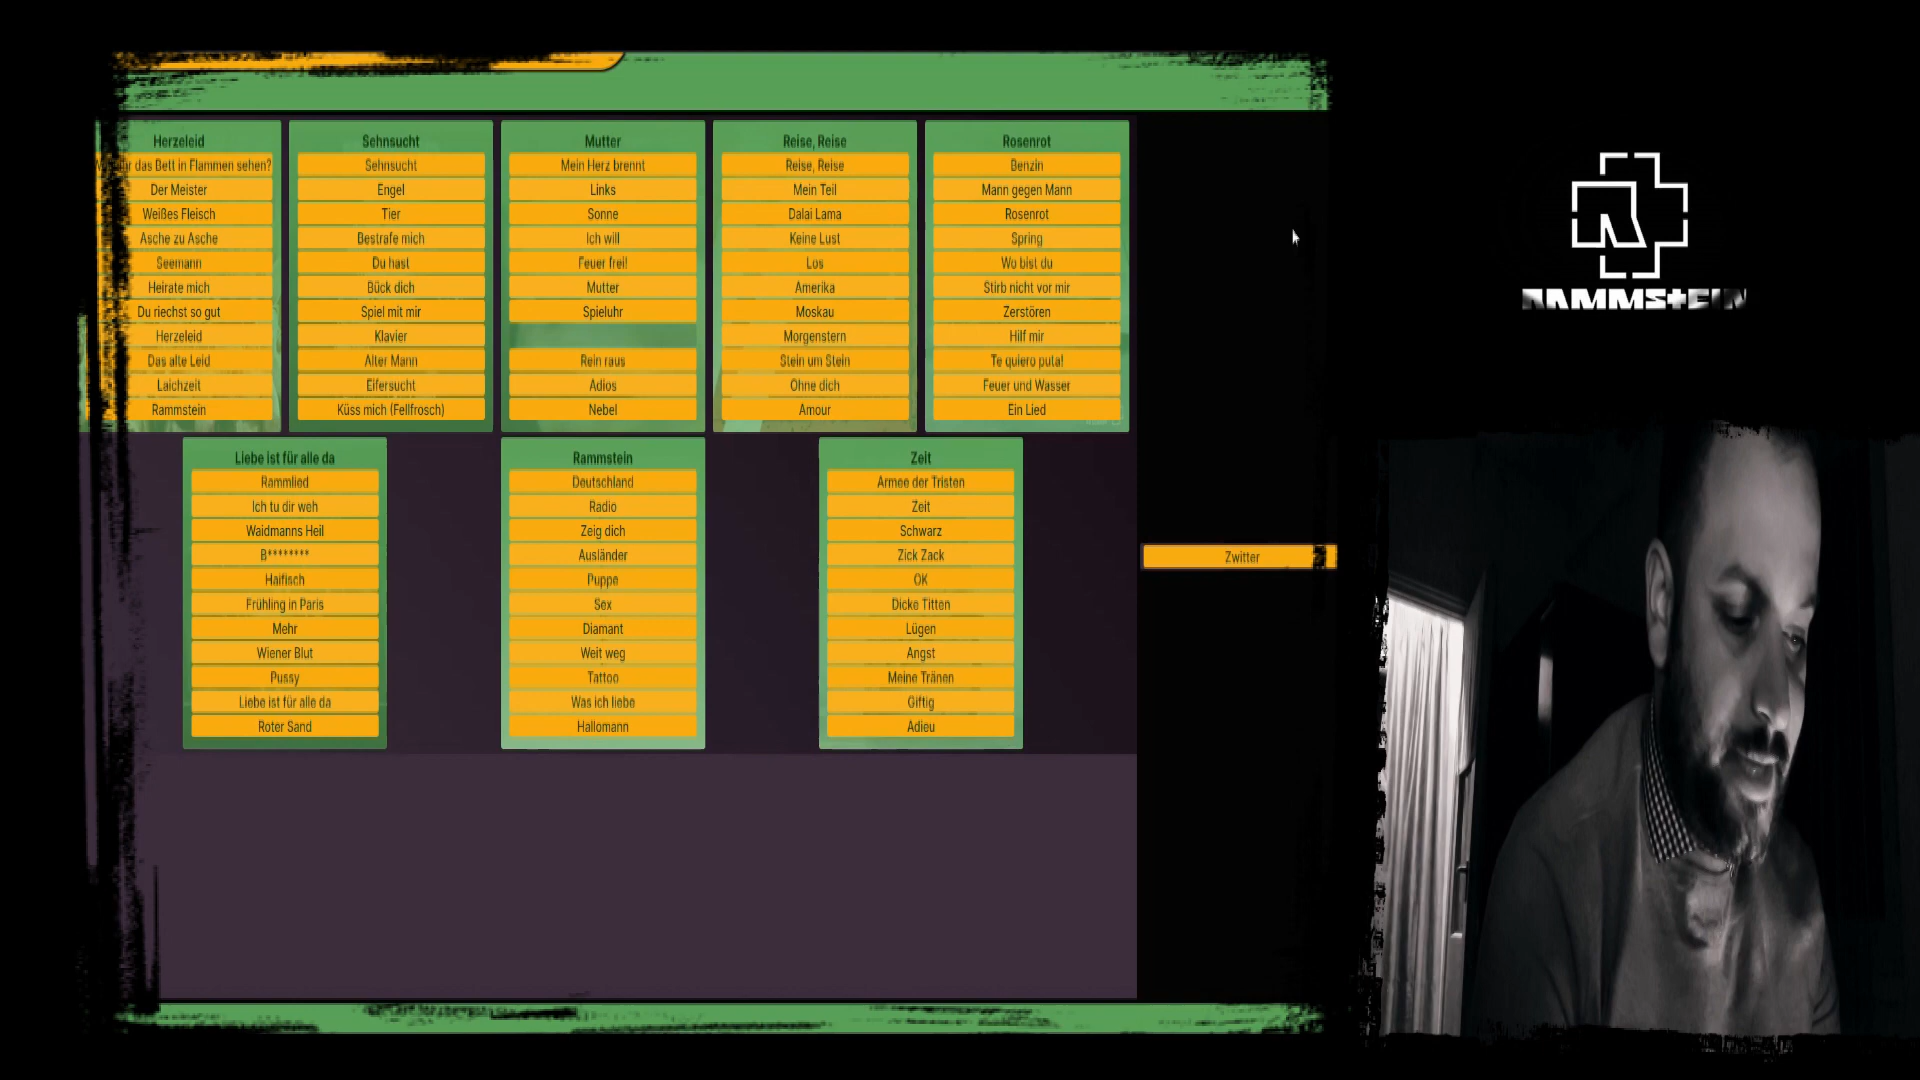 Herzeleid
das Bett in Flammen sehen?
Der Meister
Weißes Fleisch
Asche zu Asche
Seemann
Heirate mich
Du riechst so gut
Herzeleid
Das alte Leid
Laichzeit
Rammstein
Sehnsucht
Sehnsucht
Engel
Tier
Bestrafe mich
Du hast
Bück dich
Spiel mit mir
Klavier
Alter Mann
Eifersucht
Küss mich (Fellfrosch)
Mutter
Mein Herz brennt
Links
Sonne
Ich will
Feuer frei!
Mutter
Spieluhr
Rein raus
Adios
Nebel
Reise, Reise
Reise, Reise
Mein Teil
Dalai Lama
Keine Lust
Los
Amerika
Moskau
Morgenstern
Stein um Stein
Ohne dich
Amour
Rosenrot
Benzin
Mann gegen Mann
Rosenrot
Spring
Wo bist du
Stirb nicht vor mir
Zerstören
Hilf mir
Te quiero puta!
Feuer und Wasser
Ein Lied
Liebe ist für alle da
Rammlied
Ich tu dir weh
Waidmanns Heil
B********
Haifisch
Frühling in Paris
Mehr
Wiener Blut
Pussy
Liebe ist für alle da
Roter Sand
Rammstein
Deutschland
Radio
Zeig dich
Ausländer
Puppe
Sex
Diamant
Weit weg
Tattoo
Was ich liebe
Hallomann
Zeit
Armee der Tristen
Zeit
Schwarz
Zick Zack
OK
Dicke Titten
Lügen
Angst
Meine Tränen
Giftig
Adieu
Zwitter
RAMMSTEIN